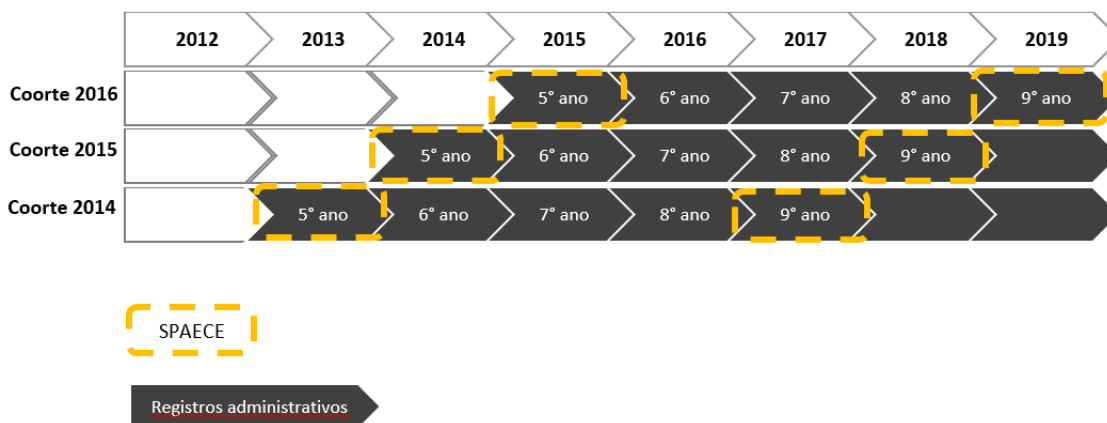 2012 2013 2014 2015 2016 2017 2018 2019
Coorte 2016 5° ano 6° ano 7° ano 8° ano 9° ano
Coorte 2015 5° ano 6° ano 7° ano 8° ano 9° ano
Coorte 2014 5° ano 6° ano 7° ano 8° ano 9° ano
SPAECE
Registros administrativos